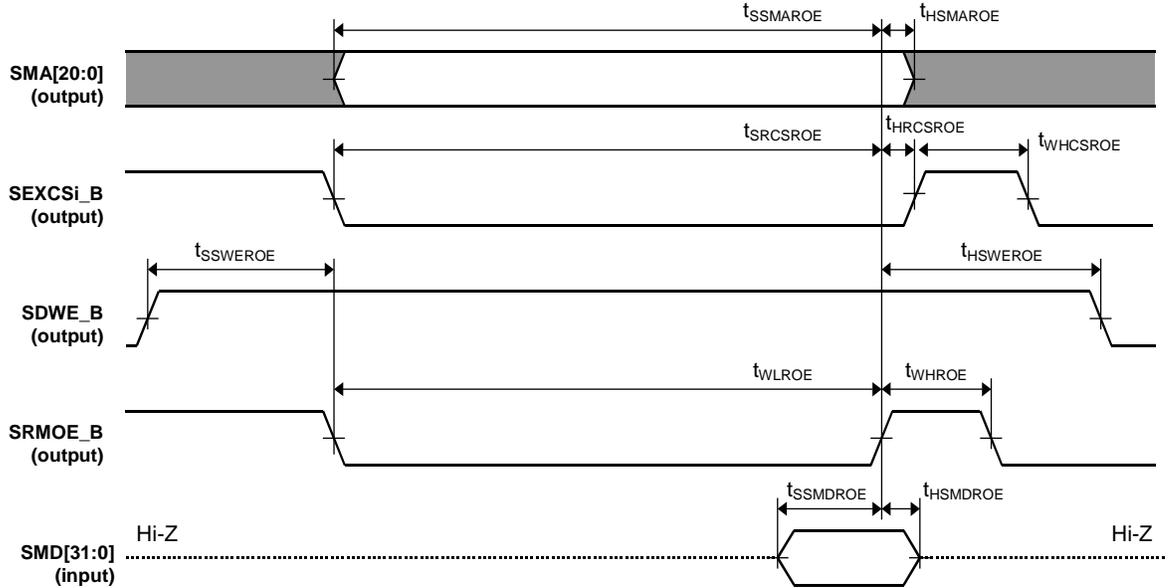 tSSMAROE tHSMAROE
SMA[20:0]
(output)
tSRCSROE tHRCSROE tWHCSROE
SEXCSi_B
(output)
tSSWEROE tHSWEROE
SDWE_B
(output)
tWLROE tWHROE
SRMOE_B
(output)
tSSMDROE tHSMDROE
Hi-Z Hi-Z
SMD[31:0]
(input)